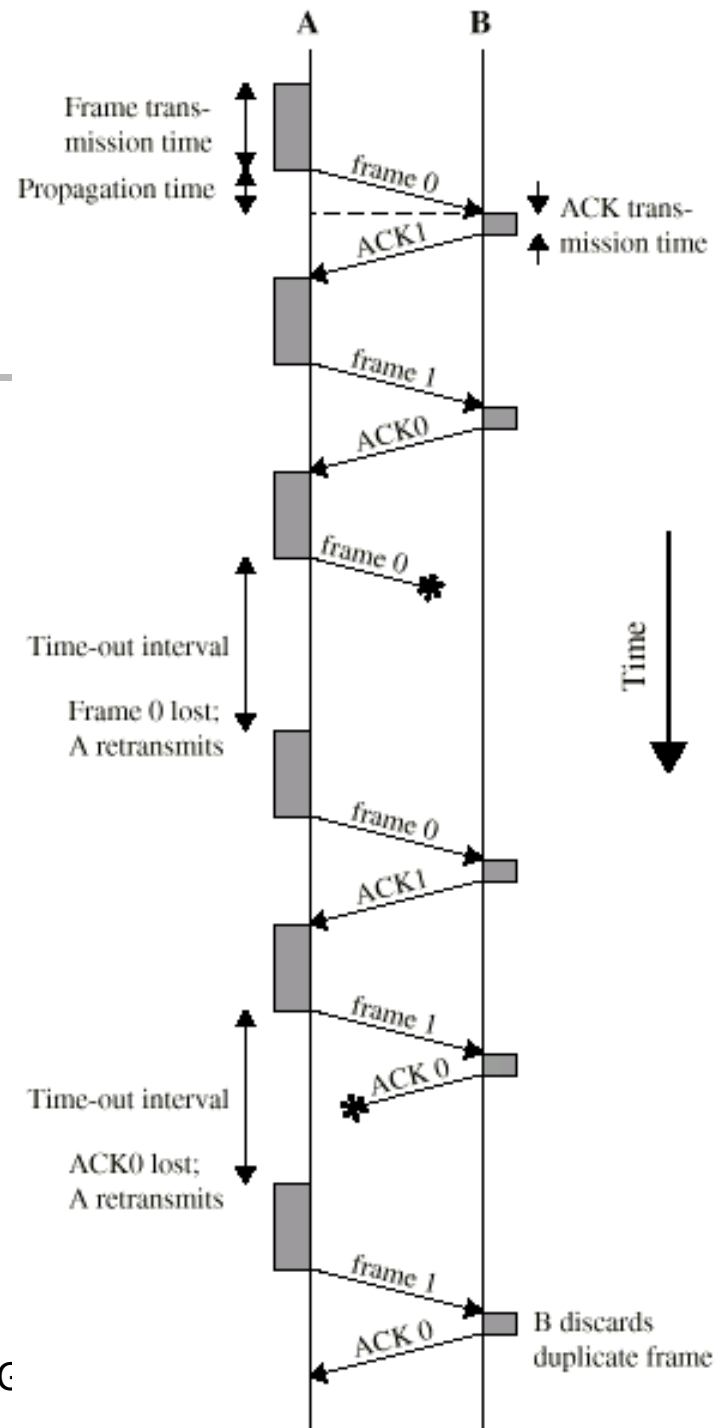 A
B
Frame trans-
mission time
Propagation time
frame 0
ACK trans-
mission time
ACK1
frame 1
ACK0
frame 0
Time-out interval
Time
Frame 0 lost;
A retransmits
frame 0
ACK1
frame 1
ACK 0
Time-out interval
ACK0 lost;
A retransmits
frame 1
B discards
duplicate frame
ACK 0